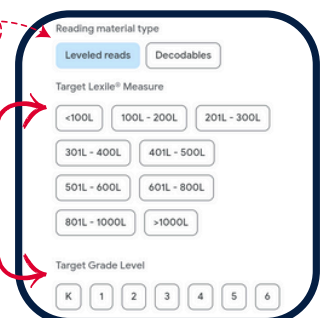 Reading material type
Leveled reads Decodables
Target Lexile® Measure
<100L 100L - 200L 201L - 300L
301L - 400L 401L - 500L
501L - 600L 601L - 800L
801L - 1000L >1000L
Target Grade Level
K 1 2 3 4 5 6